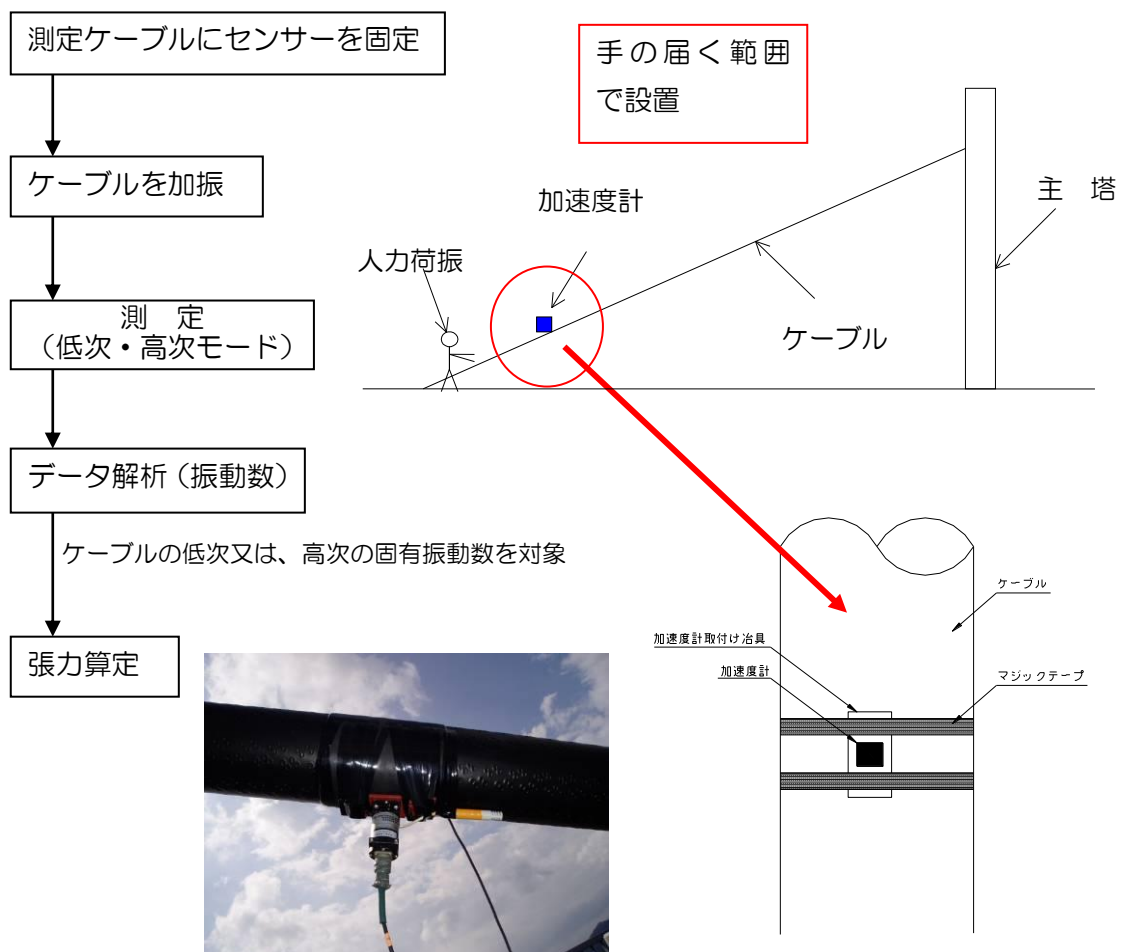 測定ケーブルにセンサーを固定
ケーブルを加振
測　定
（低次・高次モード）
データ解析（振動数）
ケーブルの低次又は、高次の固有振動数を対象
張力算定
手の届く範囲
で設置
加速度計
人力荷振
主　塔
ケーブル
ケーブル
加速度計取付け冶具
加速度計
マジックテープ